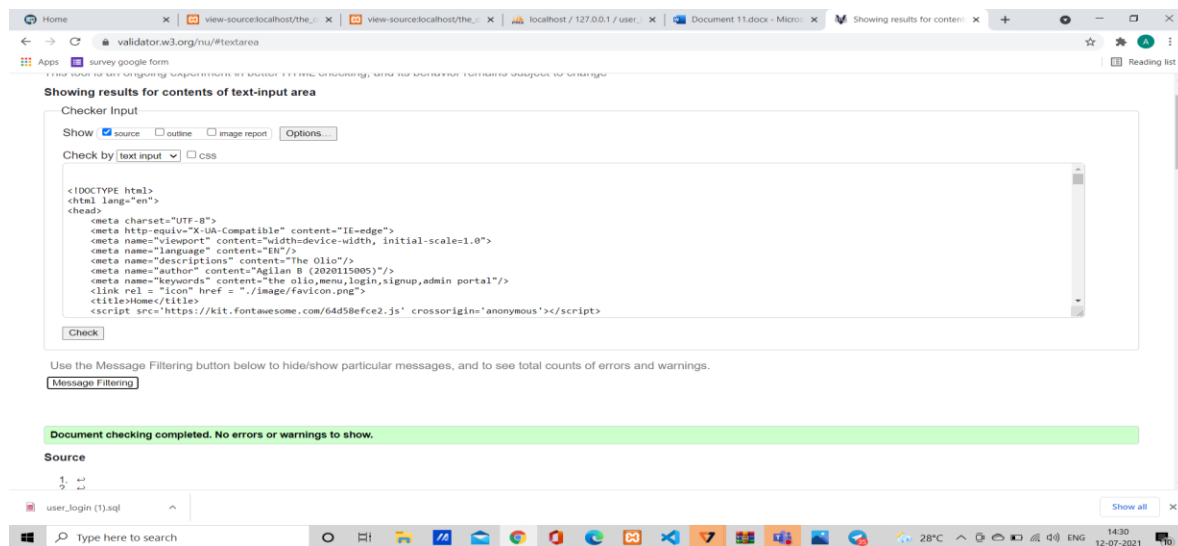 Home
view-source:localhost/the_o
view-source:localhost/the_o
localhost / 127.0.0.1 / user_l
Document 11.docx - Micros
Showing results for content
validator.w3.org/nu/#textarea
Apps survey google form Reading list
This tool is an ongoing experiment in better HTML checking, and its behavior remains subject to change
Showing results for contents of text-input area
Checker Input
Show source outline image report Options...
Check by text input css
<!DOCTYPE html>
<html lang="en">
<head>
<meta charset="UTF-8">
<meta http-equiv="X-UA-Compatible" content="IE=edge">
<meta name="viewport" content="width=device-width, initial-scale=1.0">
<meta name="language" content="EN"/>
<meta name="descriptions" content="The Olio"/>
<meta name="author" content="Agilan B (2020115005)"/>
<meta name="keywords" content="the olio,menu,login,signup,admin portal"/>
<link rel = "icon" href = "./image/favicon.png">
<title>Home</title>
<script src='https://kit.fontawesome.com/64d58efce2.js' crossorigin='anonymous'></script>
Check
Use the Message Filtering button below to hide/show particular messages, and to see total counts of errors and warnings.
Message Filtering
Document checking completed. No errors or warnings to show.
Source
1. ↩
2. ↩
user_login (1).sql Show all
Type here to search 28°C ENG 14:30
12-07-2021